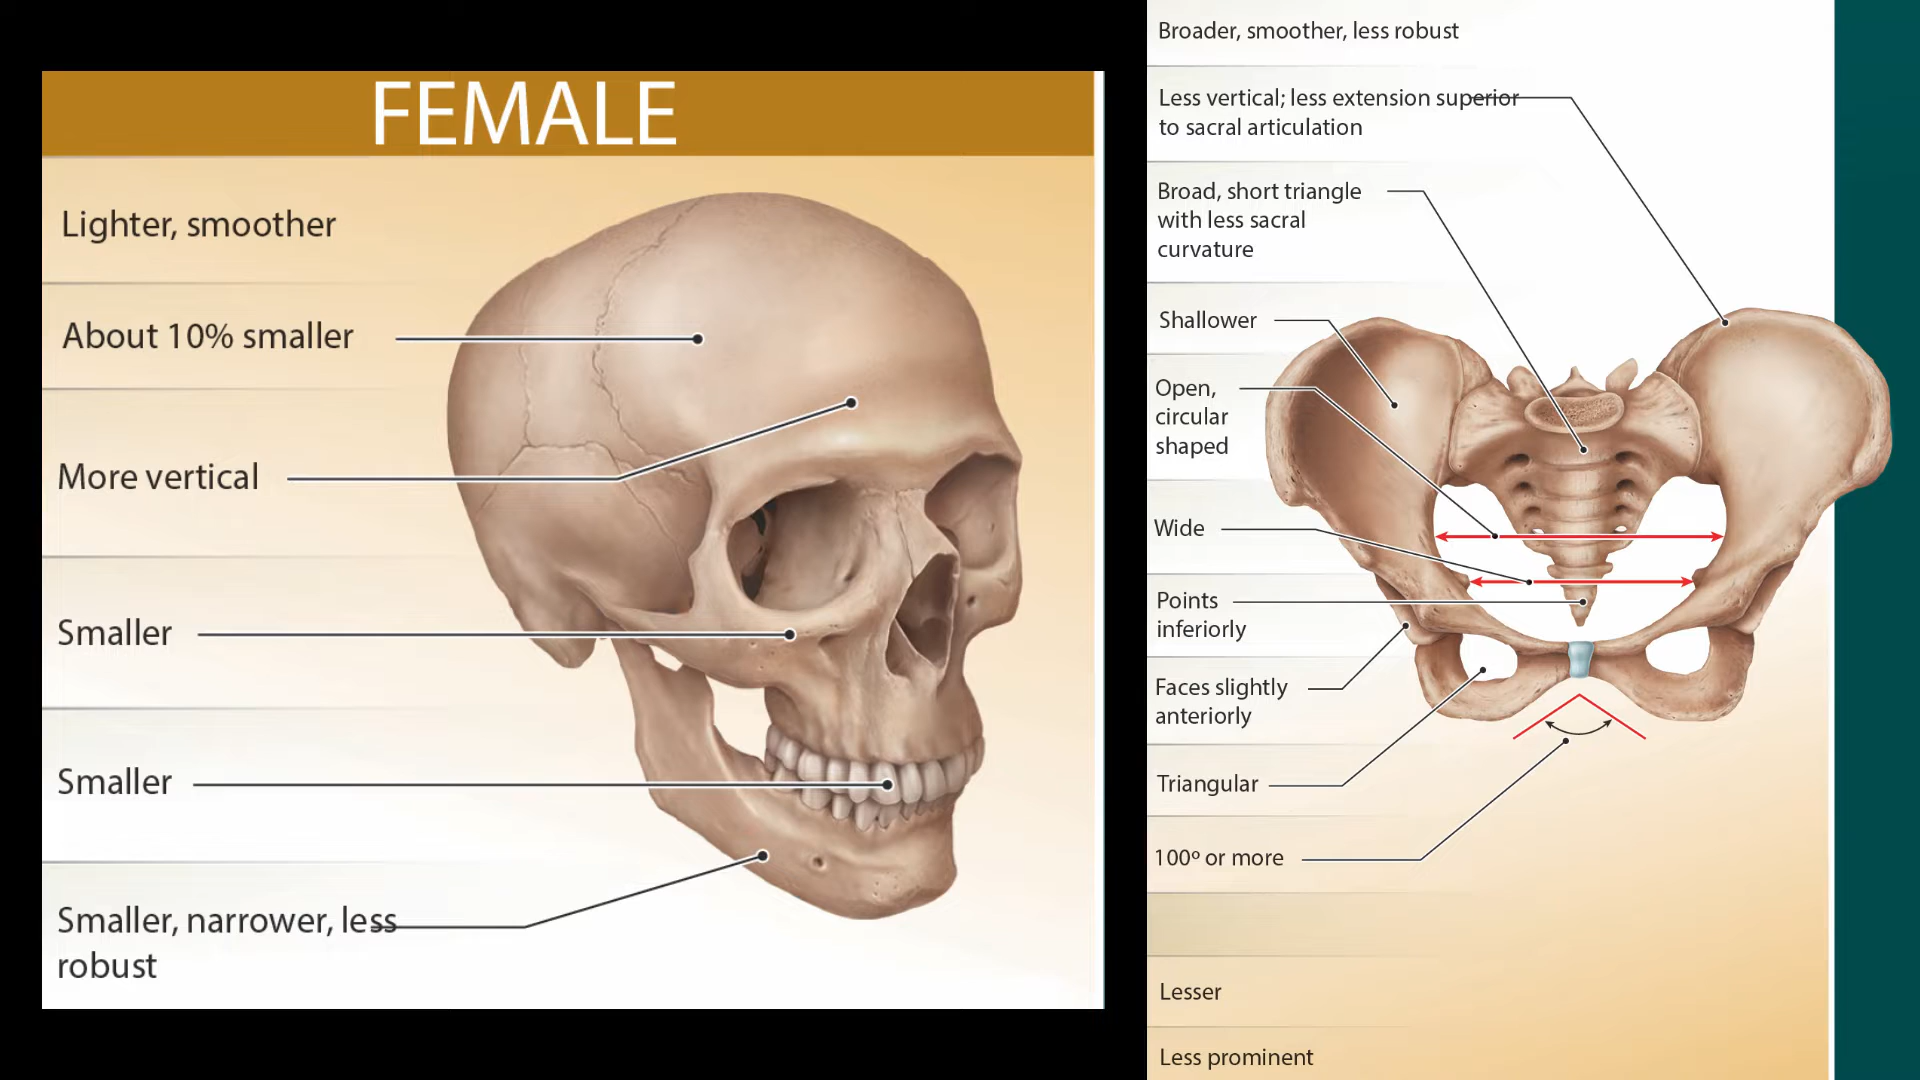 FEMALE
Lighter, smoother
About 10% smaller
More vertical
Smaller
Smaller
Smaller, narrower, less
robust
Broader, smoother, less robust
Less vertical; less extension superior
to sacral articulation
Broad, short triangle
with less sacral
curvature
Shallower
Open,
circular
shaped
Wide
Points
inferiorly
Faces slightly
anteriorly
Triangular
100º or more
Lesser
Less prominent